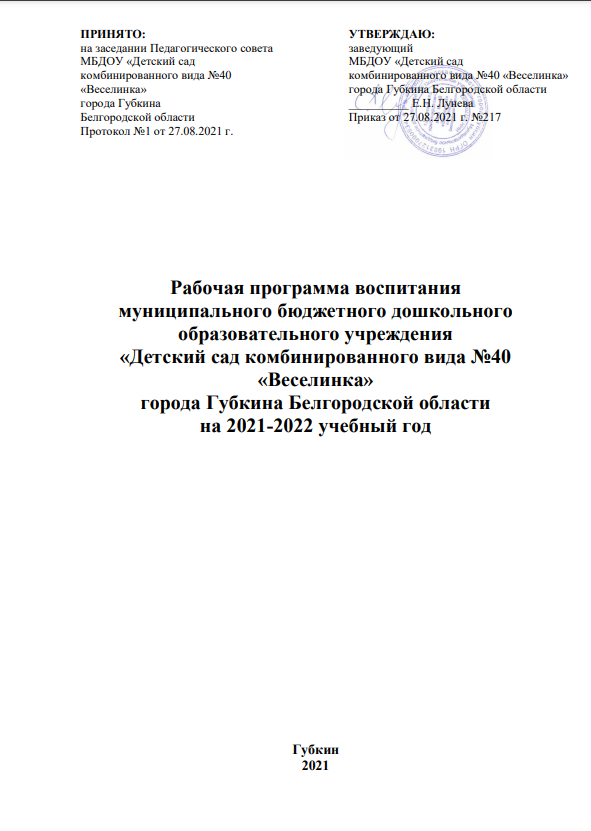 ПРИНЯТО:
на заседании Педагогического совета
МБДОУ «Детский сад
комбинированного вида №40
«Веселинка»
города Губкина
Белгородской области
Протокол №1 от 27.08.2021 г.
УТВЕРЖДАЮ:
заведующий
МБДОУ «Детский сад
комбинированного вида №40 «Веселинка»
города Губкина Белгородской области
__________ Е.Н. Лунева
Приказ от 27.08.2021 г. №217
Рабочая программа воспитания
муниципального бюджетного дошкольного
образовательного учреждения
«Детский сад комбинированного вида №40
«Веселинка»
города Губкина Белгородской области
на 2021-2022 учебный год
Губкин
2021